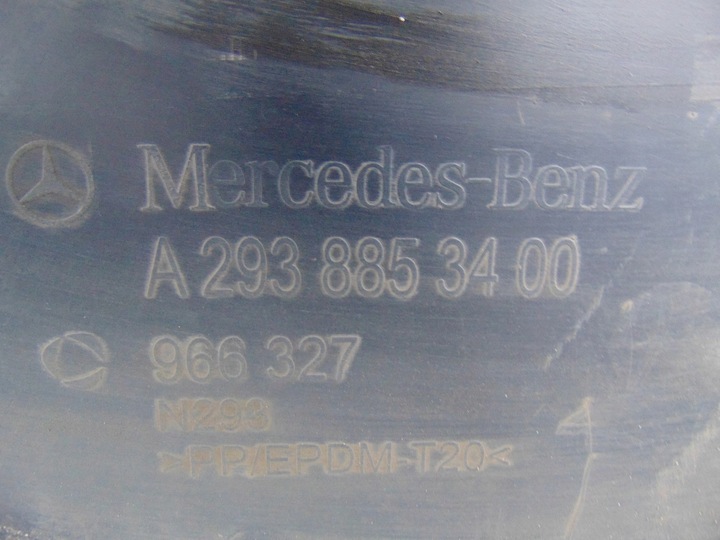 Mercedes-Benz
A 293 885 34 00
966 327
N293
>PP/EPDM-T20<